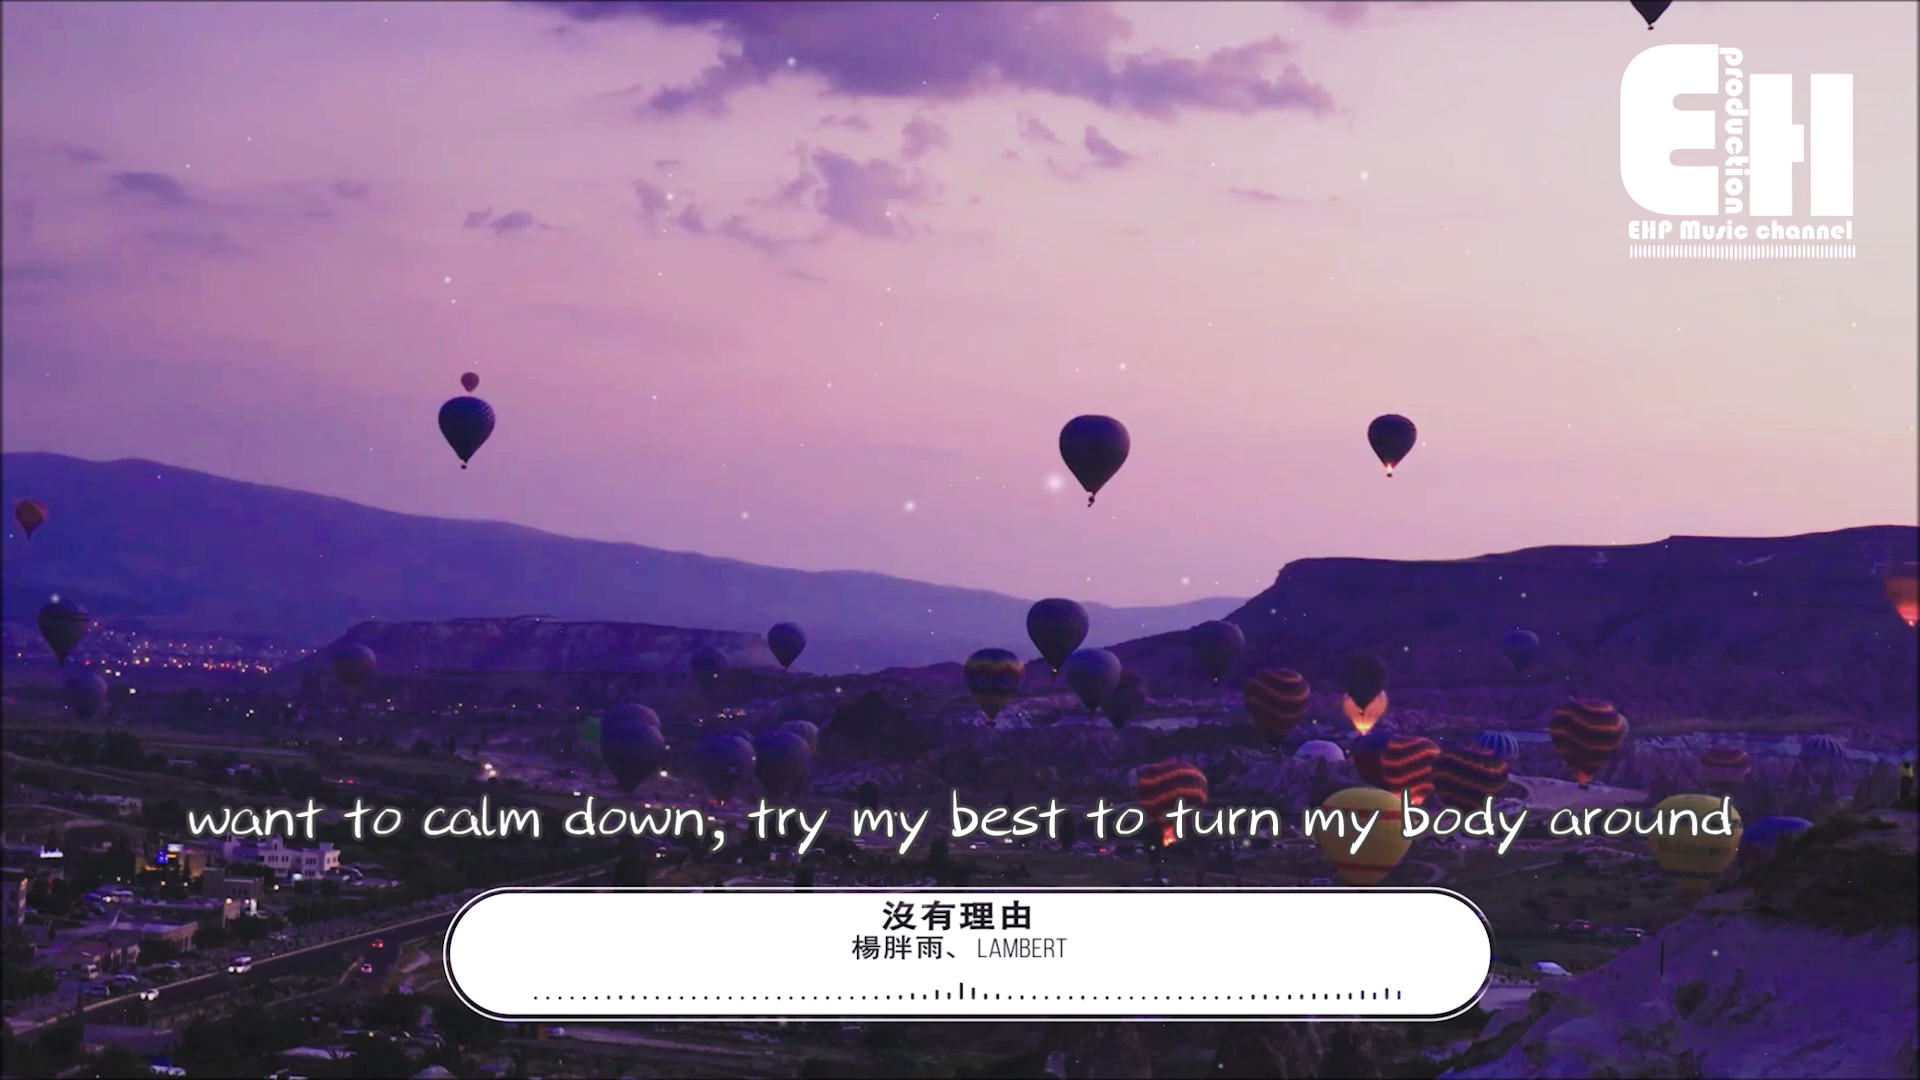 EH
production
EHP Music channel
want to calm down, try my best to turn my body around
沒有理由
楊胖雨、LAMBERT